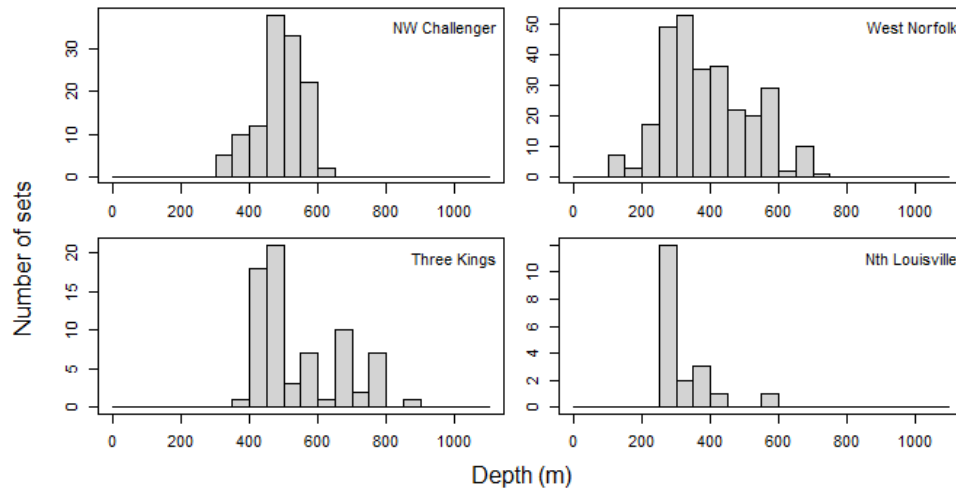 NW Challenger
0 10 20 30
0 200 400 600 800 1000
West Norfolk
0 10 20 30 40 50
0 200 400 600 800 1000
Three Kings
0 5 10 15 20
0 200 400 600 800 1000
Nth Louisville
0 2 4 6 8 10
0 200 400 600 800 1000
Number of sets
Depth (m)